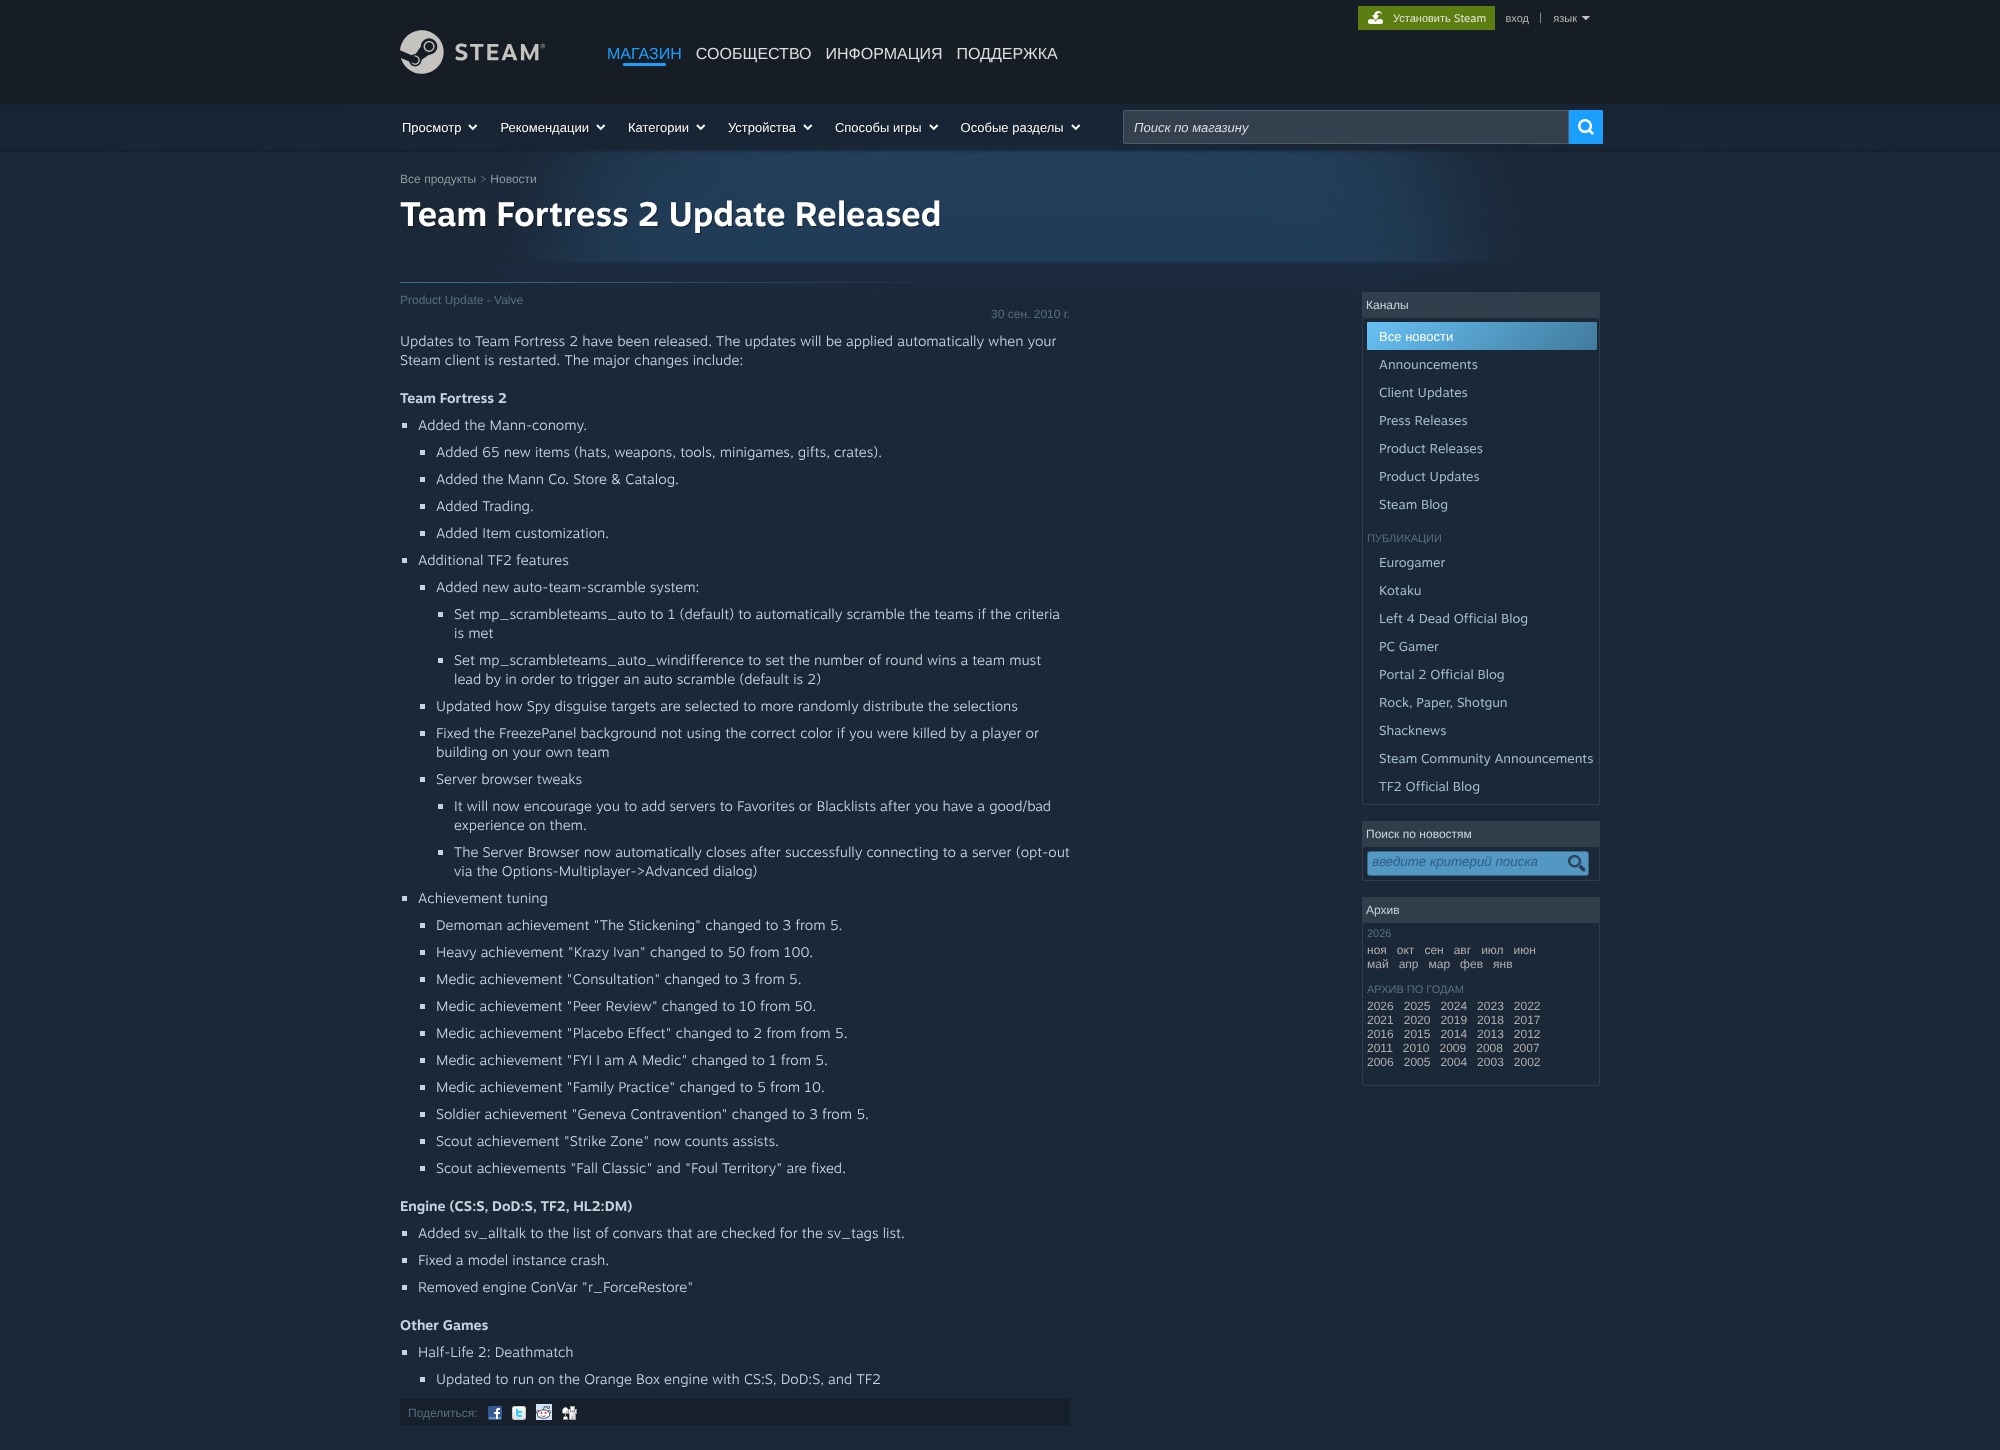 Установить Steam вход | язык
STEAM®
МАГАЗИН СООБЩЕСТВО ИНФОРМАЦИЯ ПОДДЕРЖКА
Просмотр Рекомендации Категории Устройства Способы игры Особые разделы Поиск по магазину
Все продукты > Новости
Team Fortress 2 Update Released
Product Update - Valve
30 сен. 2010 г.
Updates to Team Fortress 2 have been released. The updates will be applied automatically when your
Steam client is restarted. The major changes include:
Team Fortress 2
Added the Mann-conomy.
Added 65 new items (hats, weapons, tools, minigames, gifts, crates).
Added the Mann Co. Store & Catalog.
Added Trading.
Added Item customization.
Additional TF2 features
Added new auto-team-scramble system:
Set mp_scrambleteams_auto to 1 (default) to automatically scramble the teams if the criteria
is met
Set mp_scrambleteams_auto_windifference to set the number of round wins a team must
lead by in order to trigger an auto scramble (default is 2)
Updated how Spy disguise targets are selected to more randomly distribute the selections
Fixed the FreezePanel background not using the correct color if you were killed by a player or
building on your own team
Server browser tweaks
It will now encourage you to add servers to Favorites or Blacklists after you have a good/bad
experience on them.
The Server Browser now automatically closes after successfully connecting to a server (opt-out
via the Options-Multiplayer->Advanced dialog)
Achievement tuning
Demoman achievement "The Stickening" changed to 3 from 5.
Heavy achievement "Krazy Ivan" changed to 50 from 100.
Medic achievement "Consultation" changed to 3 from 5.
Medic achievement "Peer Review" changed to 10 from 50.
Medic achievement "Placebo Effect" changed to 2 from from 5.
Medic achievement "FYI I am A Medic" changed to 1 from 5.
Medic achievement "Family Practice" changed to 5 from 10.
Soldier achievement "Geneva Contravention" changed to 3 from 5.
Scout achievement "Strike Zone" now counts assists.
Scout achievements "Fall Classic" and "Foul Territory" are fixed.
Engine (CS:S, DoD:S, TF2, HL2:DM)
Added sv_alltalk to the list of convars that are checked for the sv_tags list.
Fixed a model instance crash.
Removed engine ConVar "r_ForceRestore"
Other Games
Half-Life 2: Deathmatch
Updated to run on the Orange Box engine with CS:S, DoD:S, and TF2
Поделиться:
Каналы
Все новости
Announcements
Client Updates
Press Releases
Product Releases
Product Updates
Steam Blog
ПУБЛИКАЦИИ
Eurogamer
Kotaku
Left 4 Dead Official Blog
PC Gamer
Portal 2 Official Blog
Rock, Paper, Shotgun
Shacknews
Steam Community Announcements
TF2 Official Blog
Поиск по новостям
введите критерий поиска
Архив
2026
ноя окт сен авг июл июн
май апр мар фев янв
АРХИВ ПО ГОДАМ
2026 2025 2024 2023 2022
2021 2020 2019 2018 2017
2016 2015 2014 2013 2012
2011 2010 2009 2008 2007
2006 2005 2004 2003 2002